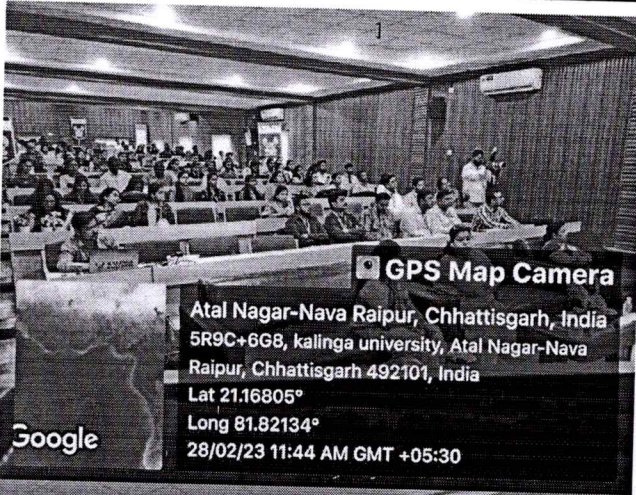 GPS Map Camera
Atal Nagar-Nava Raipur, Chhattisgarh, India
5R9C+6G8, kalinga university, Atal Nagar-Nava
Raipur, Chhattisgarh 492101, India
Lat 21.16805°
Long 81.82134°
28/02/23 11:44 AM GMT +05:30
Google